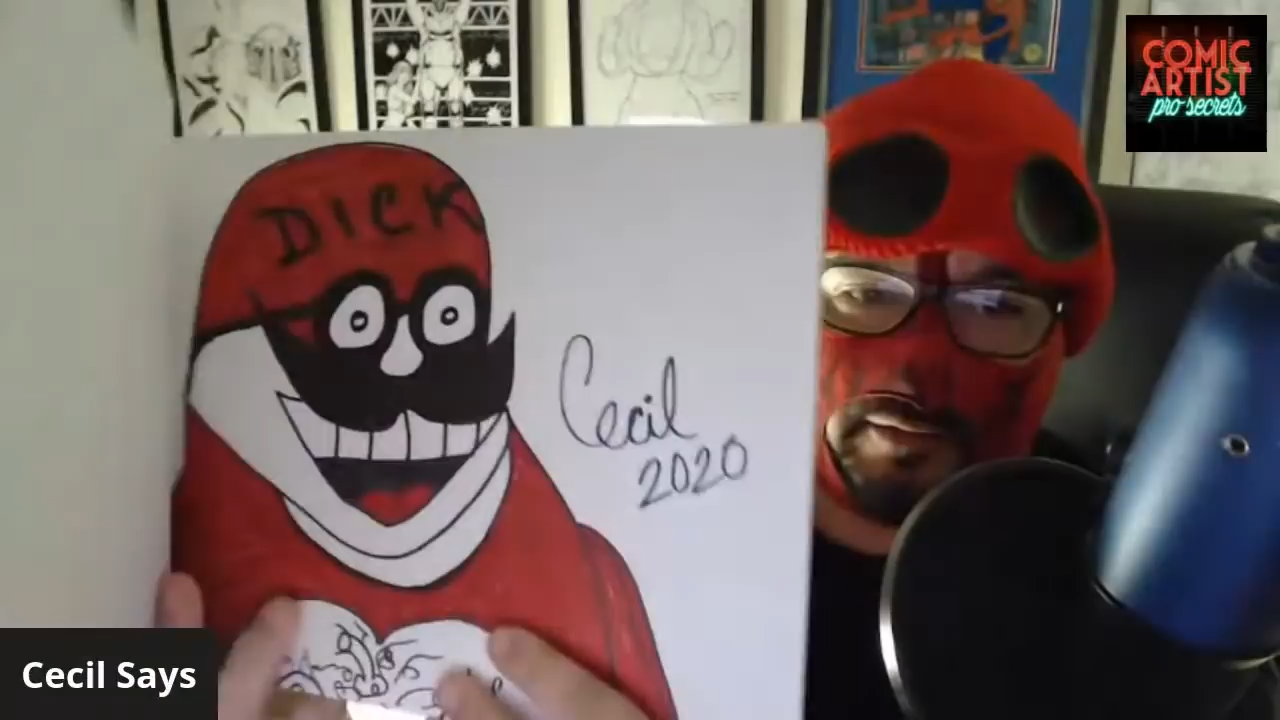 COMIC
ARTIST
pro secrets
DICK
Cecil
2020
Cecil Says